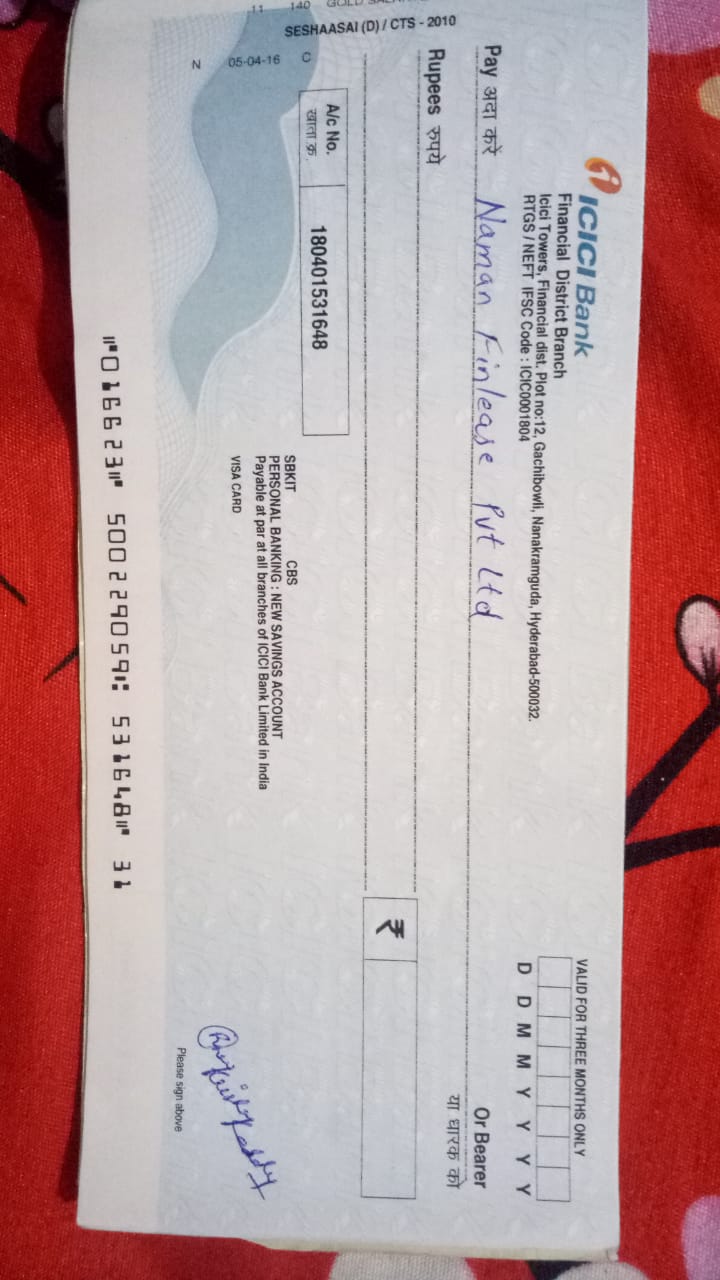 ICICI Bank
Financial District Branch
Icici Towers, Financial dist. Plot no:12, Gachibowli, Nanakramguda, Hyderabad-500032.
RTGS / NEFT IFSC Code : ICIC0001804
VALID FOR THREE MONTHS ONLY
D D M M Y Y Y Y
Pay अदा करें Naman Finlease Pvt Ltd Or Bearer
या धारक को
Rupees रुपये
₹
A/c No.
खाता क्र.
180401531648
SBKIT CBS
PERSONAL BANKING : NEW SAVINGS ACCOUNT
Payable at par at all branches of ICICI Bank Limited in India
VISA CARD
Please sign above
SESHAASAI (D) / CTS - 2010
N 05-04-16 C
11 140 GOLD
⑈016623⑈ 500229059⑆ 531648⑈ 31